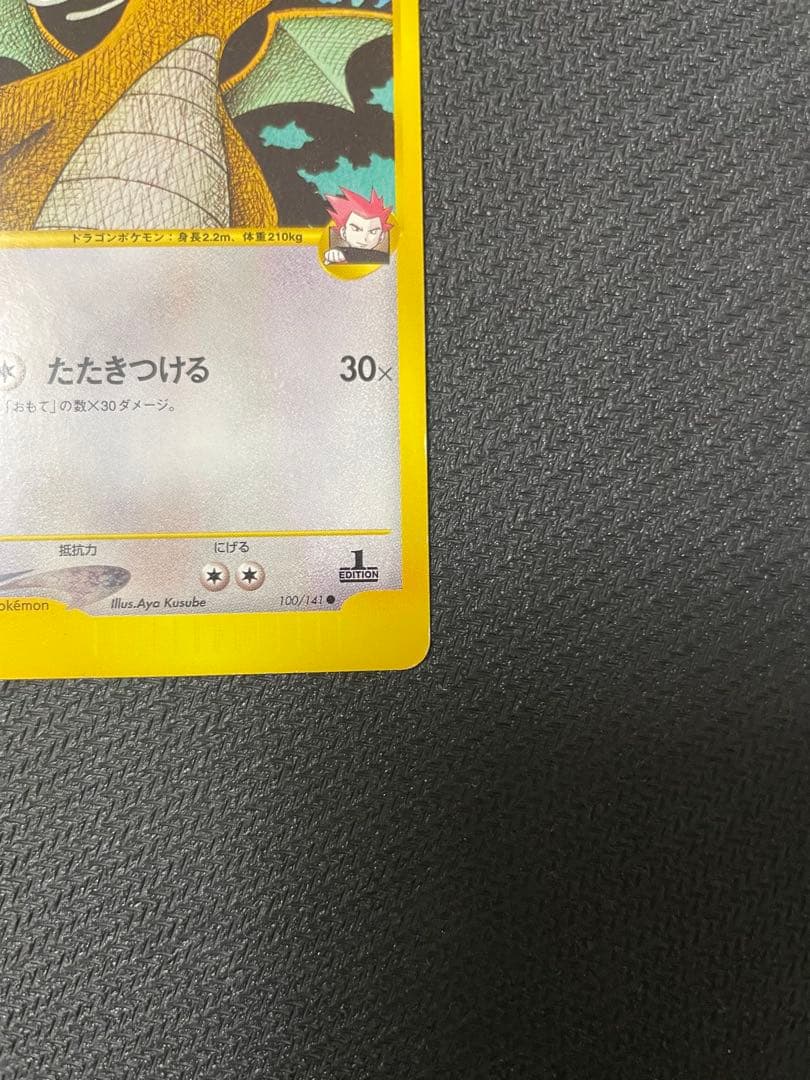 ドラゴンポケモン：身長2.2m、体重210kg
たたきつける 30×
「おもて」の数×30ダメージ。
抵抗力 にげる
1
EDITION
okémon Illus.Aya Kusube 100/141